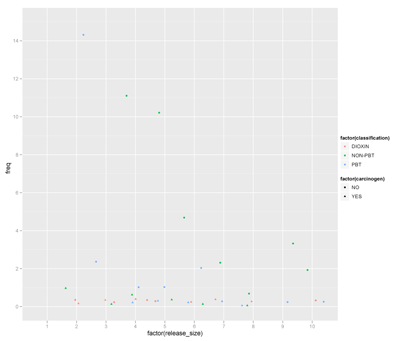 14
12
10
8
6
4
2
0
freq
1 2 3 4 5 6 7 8 9 10
factor(release_size)
factor(classification)
DIOXIN
NON-PBT
PBT
factor(carcinogen)
NO
YES